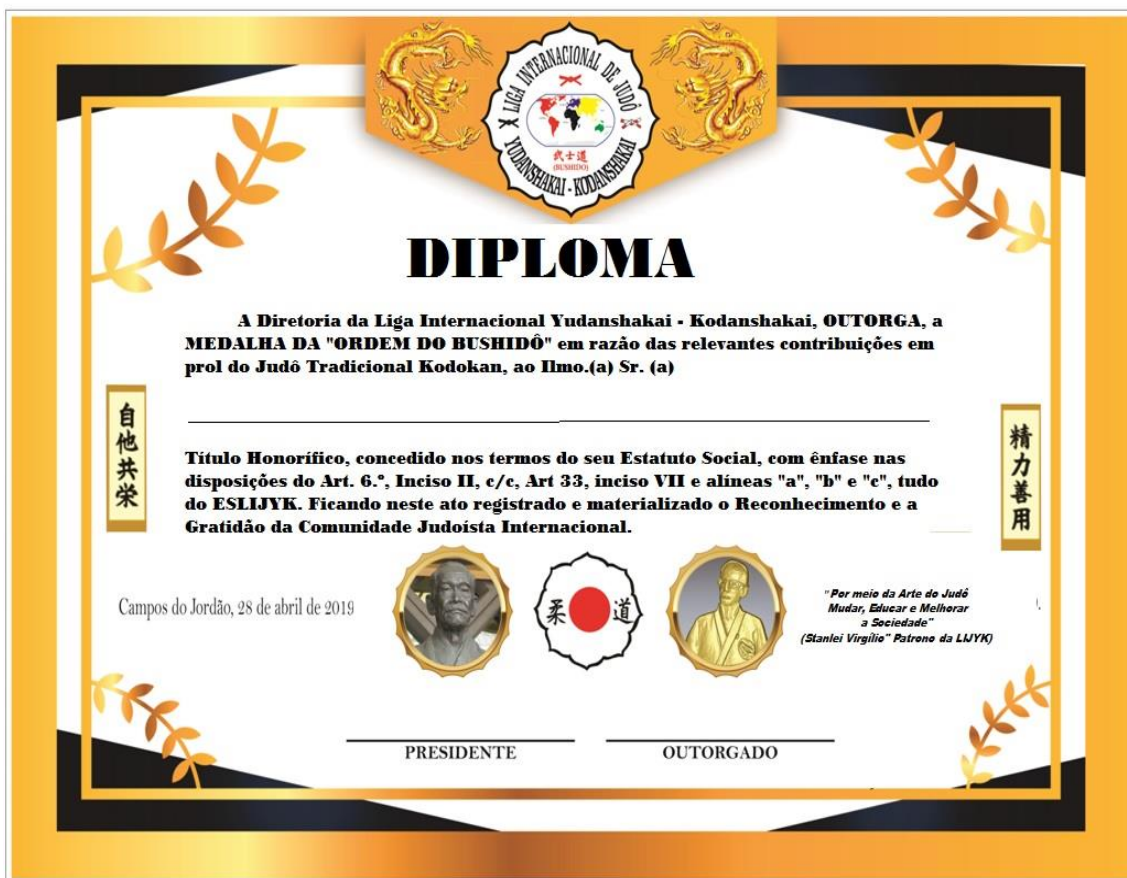 LIGA INTERNACIONAL DE JUDÔ
武士道
(BUSHIDO)
YUDANSHAKAI - KODANSHAKAI
DIPLOMA
A Diretoria da Liga Internacional Yudanshakai - Kodanshakai, OUTORGA, a
MEDALHA DA "ORDEM DO BUSHIDÔ" em razão das relevantes contribuições em
prol do Judô Tradicional Kodokan, ao Ilmo.(a) Sr. (a)
自他共栄
精力善用
Título Honorífico, concedido nos termos do seu Estatuto Social, com ênfase nas
disposições do Art. 6.º, Inciso II, c/c, Art 33, inciso VII e alíneas "a", "b" e "c", tudo
do ESLIJYK. Ficando neste ato registrado e materializado o Reconhecimento e a
Gratidão da Comunidade Judoísta Internacional.
Campos do Jordão, 28 de abril de 2019
柔 道
"Por meio da Arte do Judô
Mudar, Educar e Melhorar
a Sociedade"
(Stanlei Virgílio" Patrono da LIJYK)
PRESIDENTE
OUTORGADO